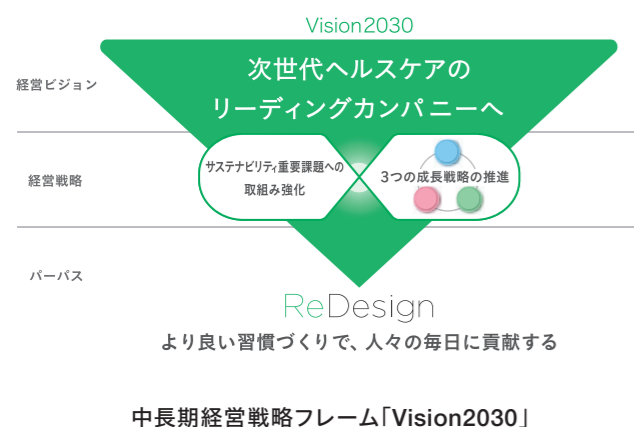 Vision2030
経営ビジョン
次世代ヘルスケアの
リーディングカンパニーへ
経営戦略
サステナビリティ重要課題への
取組み強化
3つの成長戦略の推進
パーパス
ReDesign
より良い習慣づくりで、人々の毎日に貢献する
中長期経営戦略フレーム「Vision2030」